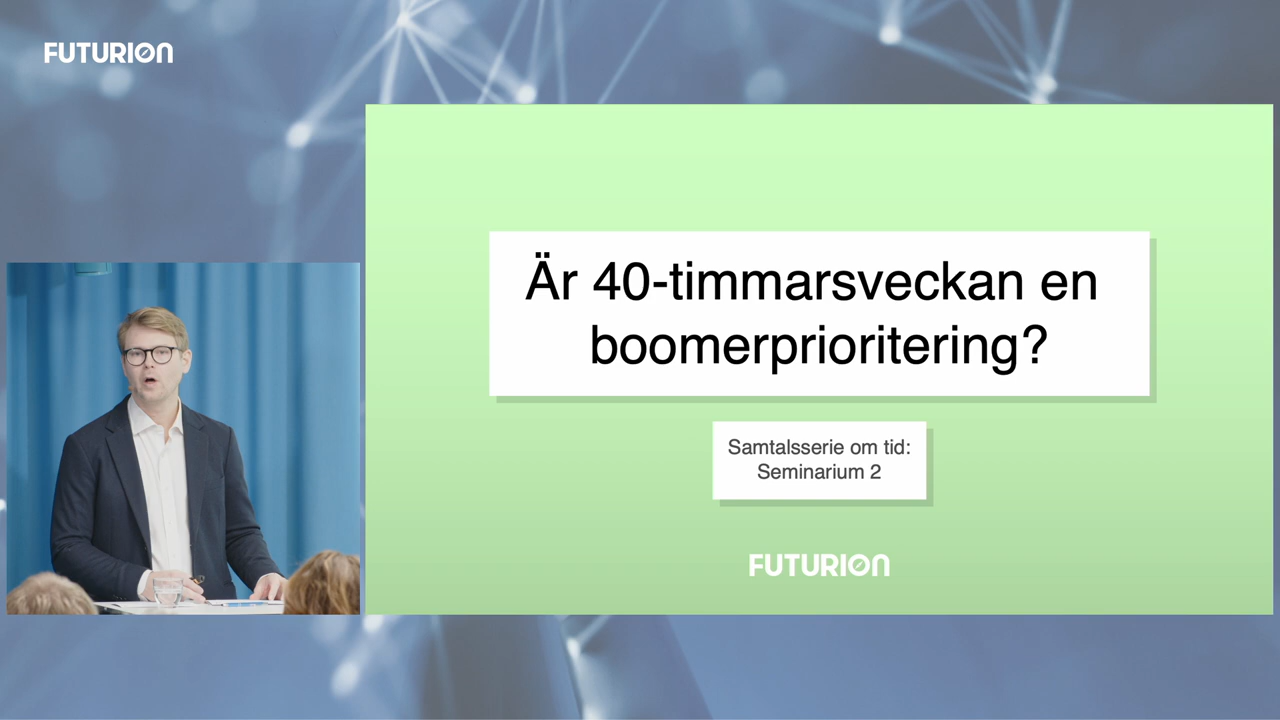 FUTURION
Är 40-timmarsveckan en
boomerprioritering?
Samtalsserie om tid:
Seminarium 2
FUTURION